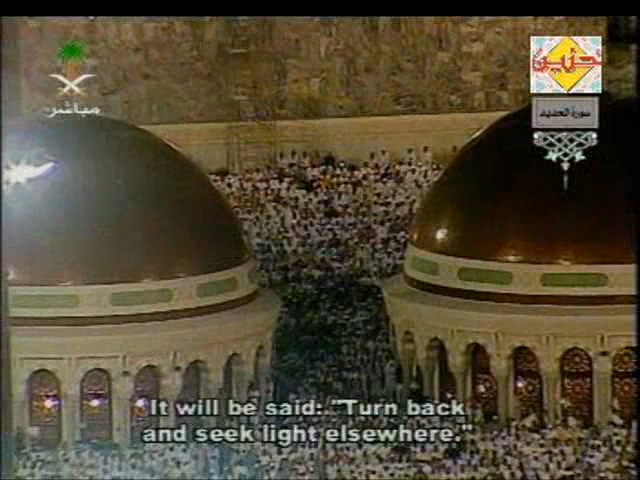 مباشر
سورة الحديد
It will be said: "Turn back
and seek light elsewhere."